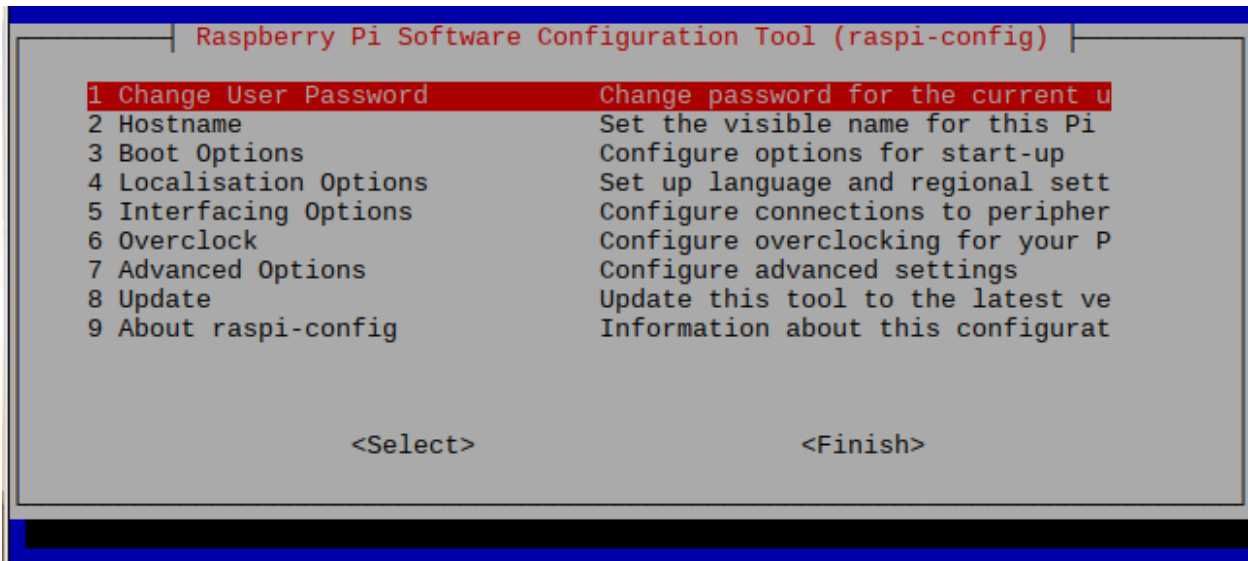 Raspberry Pi Software Configuration Tool (raspi-config)
1 Change User Password Change password for the current u
2 Hostname Set the visible name for this Pi
3 Boot Options Configure options for start-up
4 Localisation Options Set up language and regional sett
5 Interfacing Options Configure connections to peripher
6 Overclock Configure overclocking for your P
7 Advanced Options Configure advanced settings
8 Update Update this tool to the latest ve
9 About raspi-config Information about this configurat
<Select> <Finish>